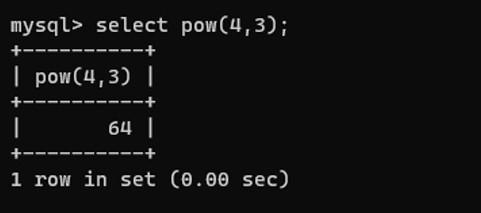 mysql> select pow(4,3);
+----------+
| pow(4,3) |
+----------+
|       64 |
+----------+
1 row in set (0.00 sec)